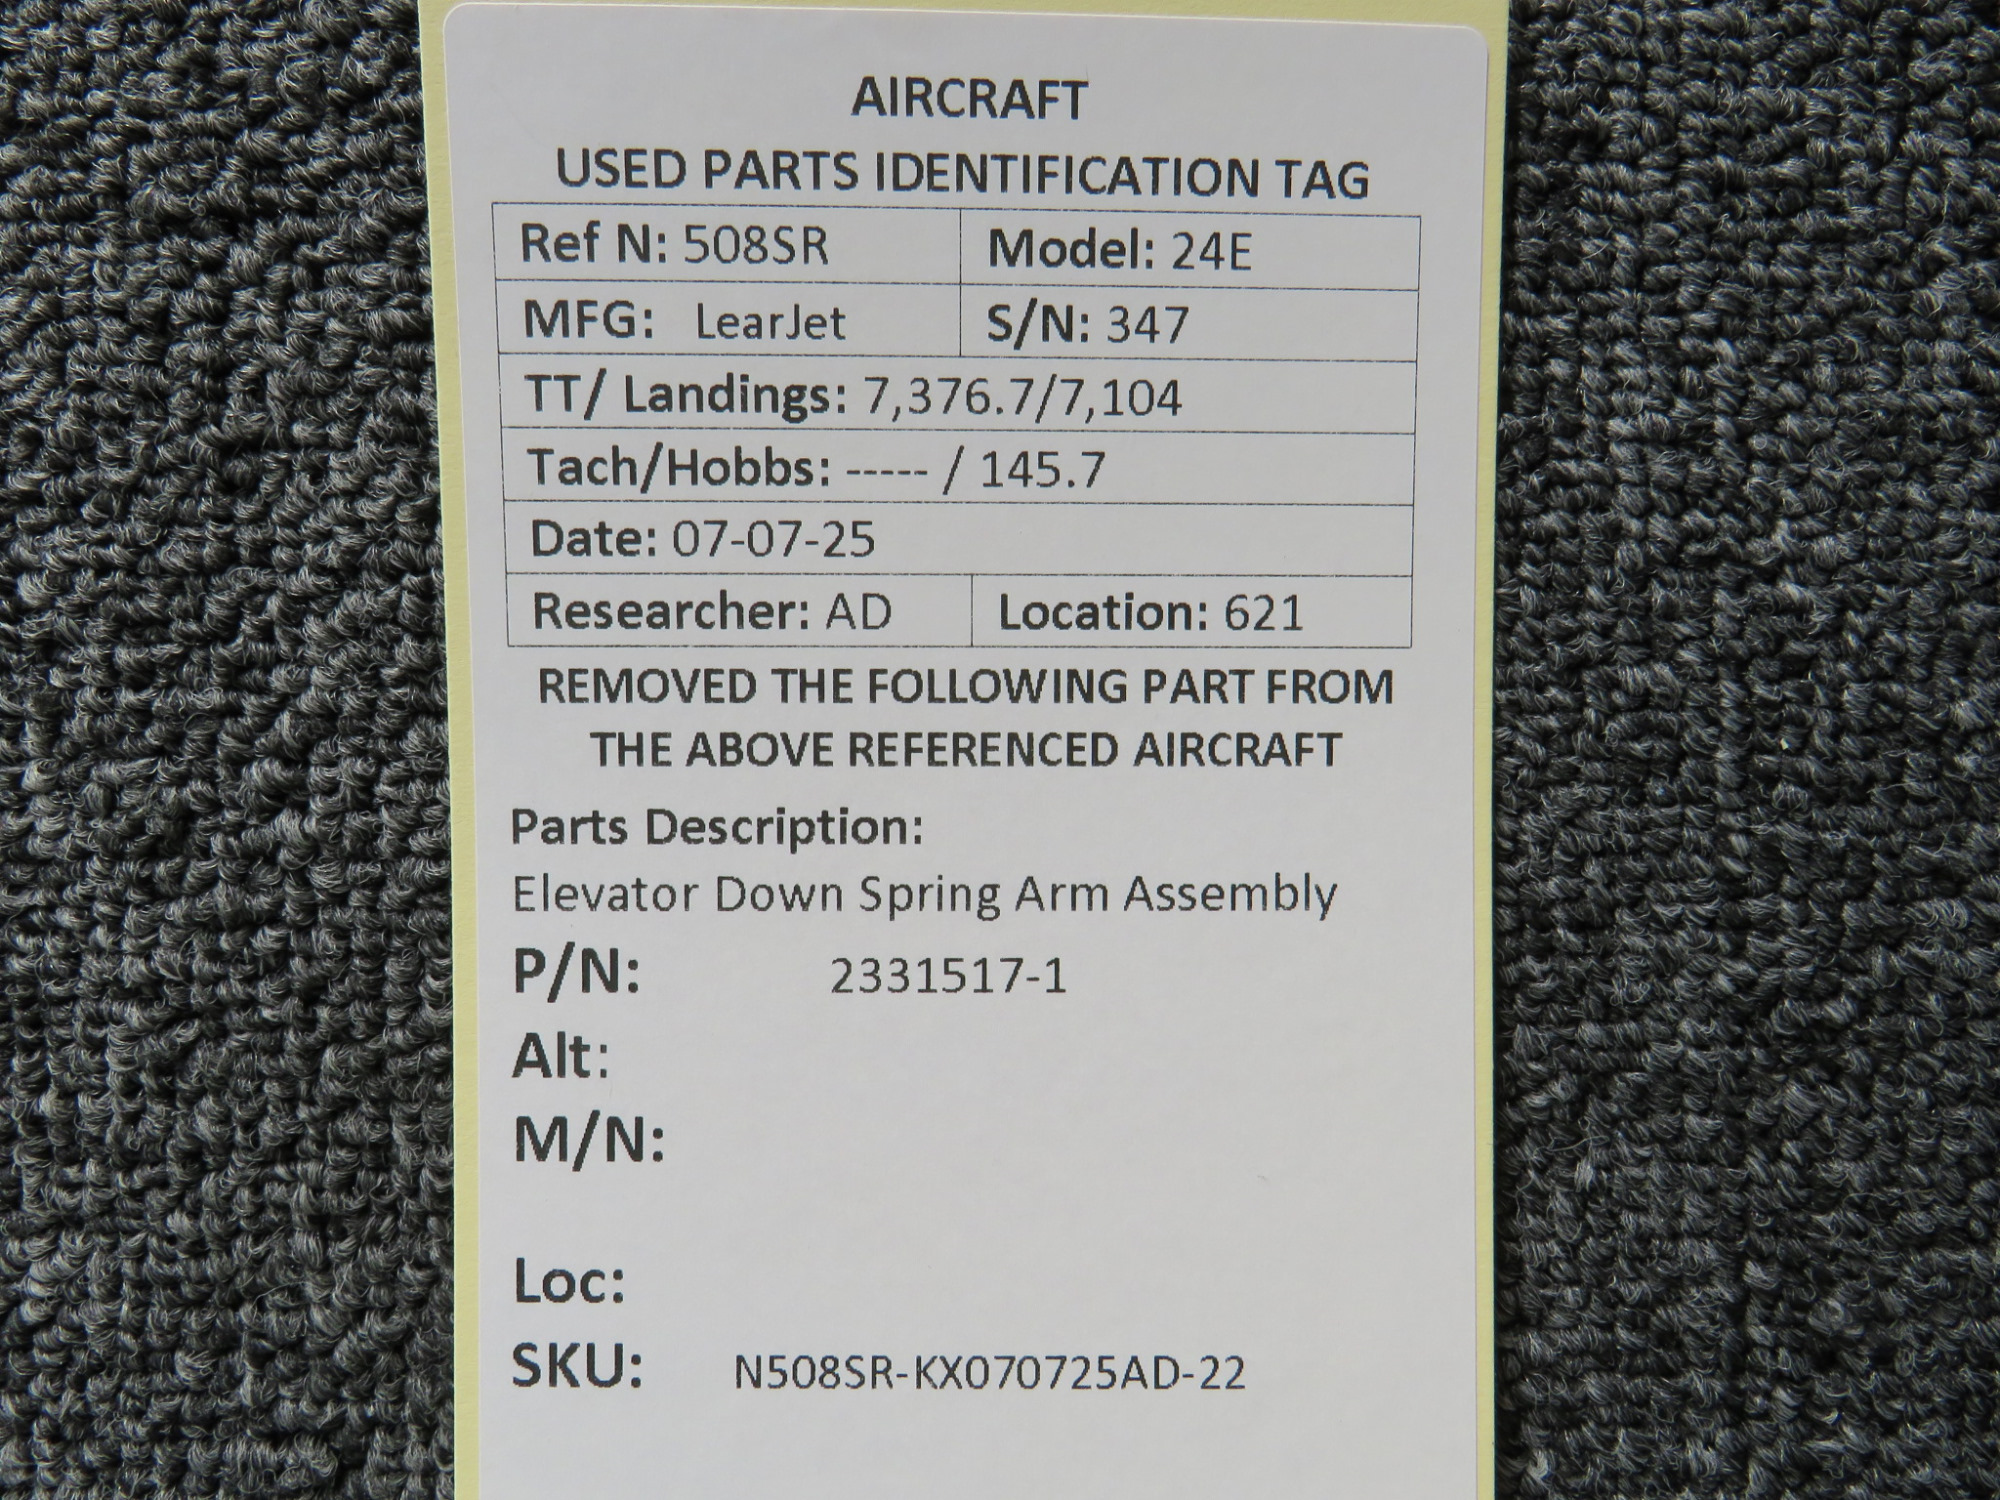 AIRCRAFT
USED PARTS IDENTIFICATION TAG
Ref N: 508SR Model: 24E
MFG: LearJet S/N: 347
TT/ Landings: 7,376.7/7,104
Tach/Hobbs: ----- / 145.7
Date: 07-07-25
Researcher: AD Location: 621
REMOVED THE FOLLOWING PART FROM
THE ABOVE REFERENCED AIRCRAFT
Parts Description:
Elevator Down Spring Arm Assembly
P/N: 2331517-1
Alt:
M/N:
Loc:
SKU: N508SR-KX070725AD-22